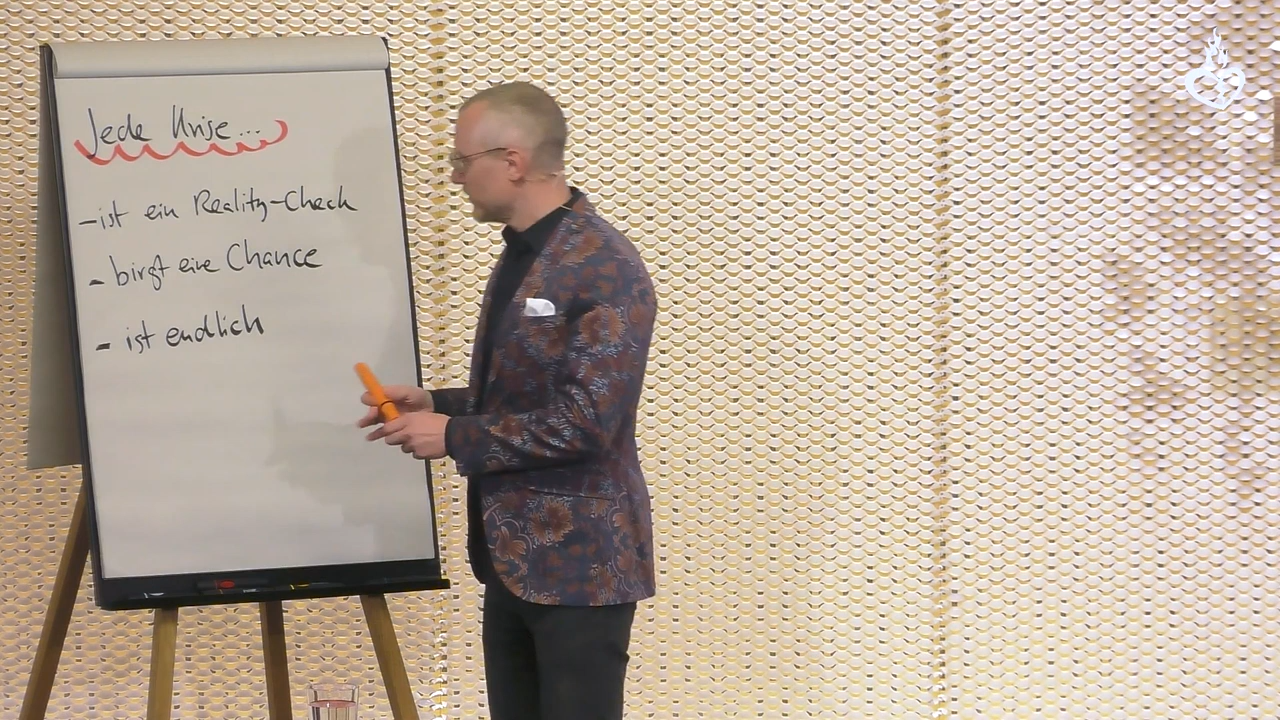 Jede Krise...
- ist ein Reality-Check
- birgt eine Chance
- ist endlich